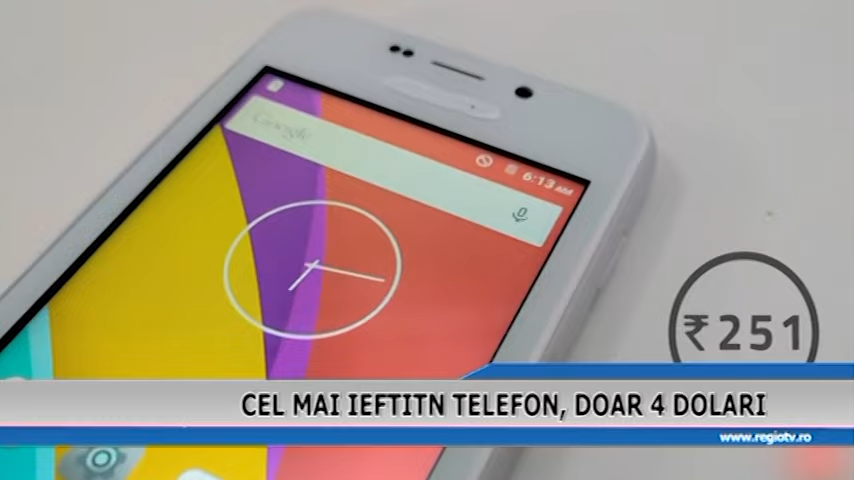 Google
6:13 AM
₹251
CEL MAI IEFTITN TELEFON, DOAR 4 DOLARI
www.regiotv.ro